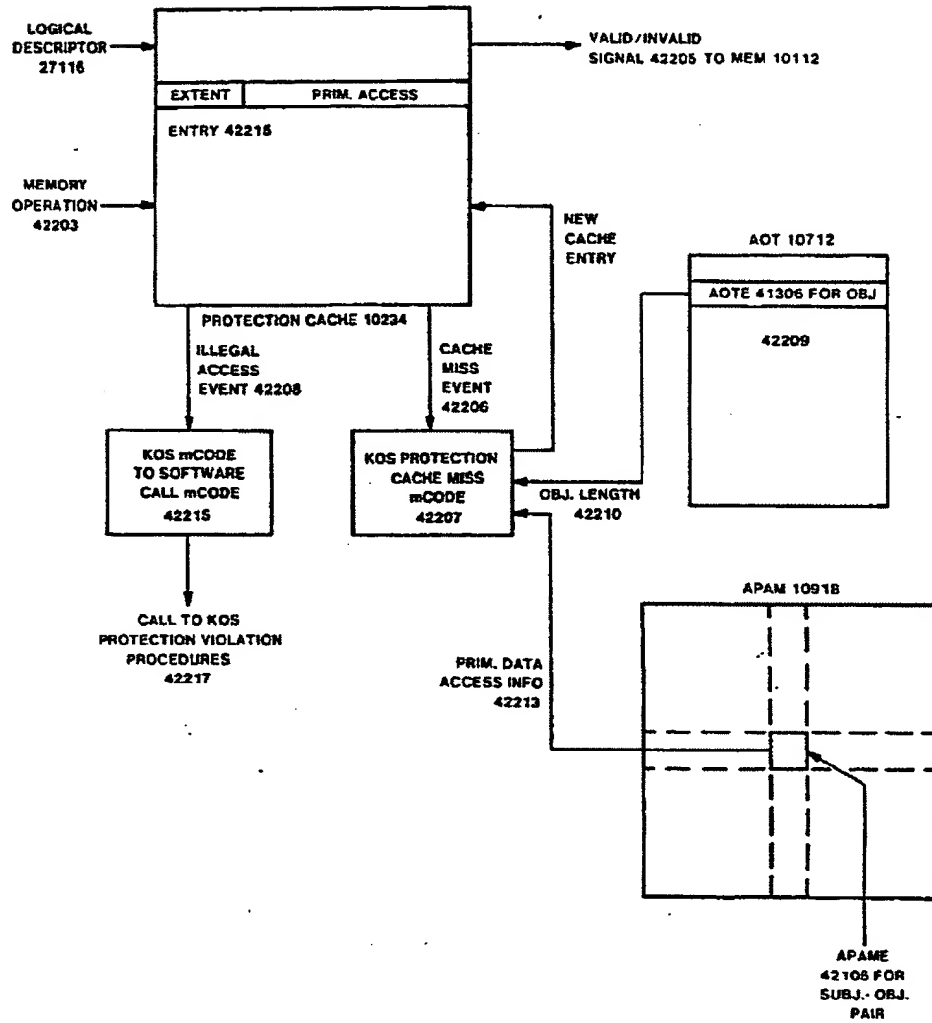 LOGICAL
DESCRIPTOR
27116
VALID/INVALID
SIGNAL 42205 TO MEM 10112
EXTENT
PRIM. ACCESS
ENTRY 42215
MEMORY
OPERATION
42203
NEW
CACHE
ENTRY
AOT 10712
AOTE 41306 FOR OBJ
42209
PROTECTION CACHE 10234
ILLEGAL
ACCESS
EVENT 42208
CACHE
MISS
EVENT
42206
KOS mCODE
TO SOFTWARE
CALL mCODE
42215
KOS PROTECTION
CACHE MISS
mCODE
42207
OBJ. LENGTH
42210
CALL TO KOS
PROTECTION VIOLATION
PROCEDURES
42217
APAM 10918
PRIM. DATA
ACCESS INFO
42213
APAME
42106 FOR
SUBJ.- OBJ.
PAIR